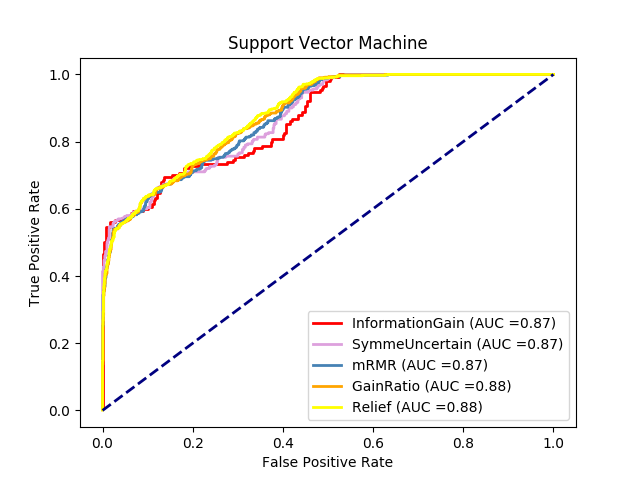 Support Vector Machine
1.0
0.8
0.6
0.4
0.2
0.0
True Positive Rate
InformationGain (AUC =0.87)
SymmeUncertain (AUC =0.87)
mRMR (AUC =0.87)
GainRatio (AUC =0.88)
Relief (AUC =0.88)
0.0 0.2 0.4 0.6 0.8 1.0
False Positive Rate